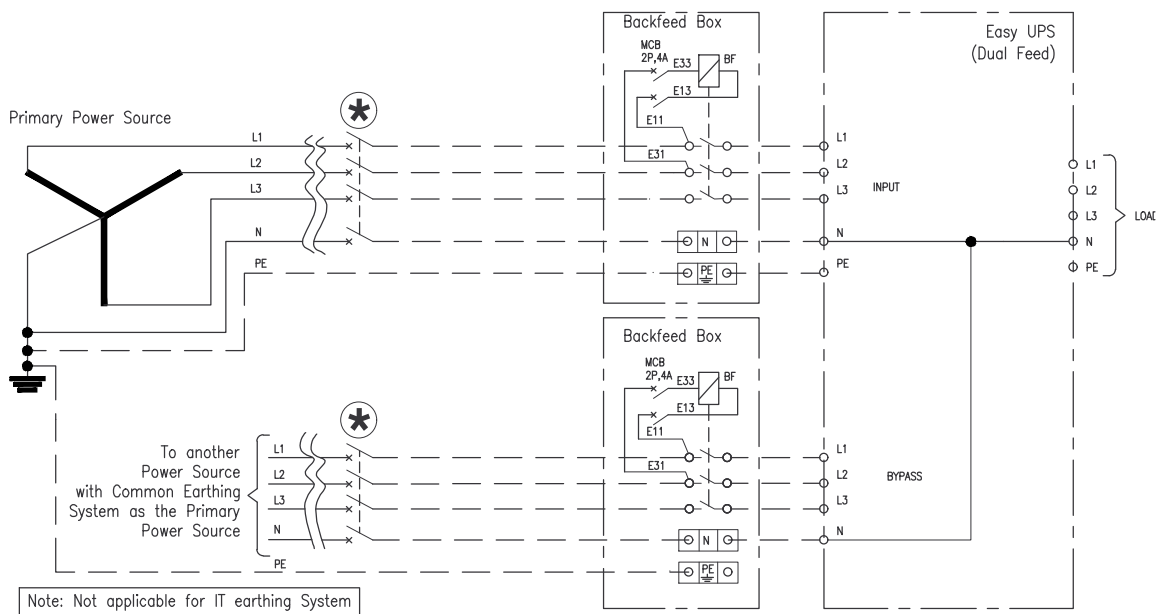 Backfeed Box
Easy UPS
(Dual Feed)
MCB
2P,4A
E33
BF
E13
E11
E31
Primary Power Source
*
L1
L2
L3
N
PE
N
PE
L1
L2
L3
INPUT
N
PE
L1
L2
L3
N
PE
LOAD
Backfeed Box
MCB
2P,4A
E33
BF
E13
E11
E31
*
To another
Power Source
with Common Earthing
System as the Primary
Power Source
L1
L2
L3
N
PE
N
PE
L1
L2
L3
BYPASS
N
Note: Not applicable for IT earthing System